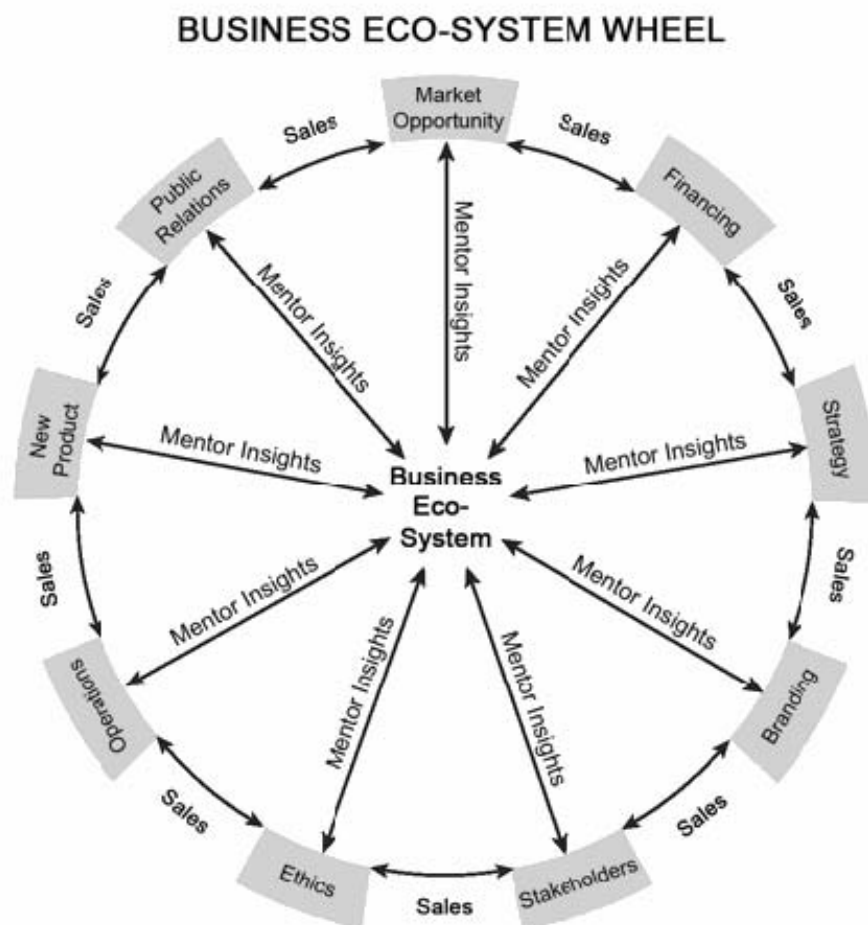 BUSINESS ECO-SYSTEM WHEEL
Market
Opportunity
Sales
Financing
Sales
Strategy
Sales
Branding
Sales
Stakeholders
Sales
Ethics
Sales
Operations
Sales
New
Product
Sales
Public
Relations
Sales
Mentor Insights
Mentor Insights
Mentor Insights
Mentor Insights
Mentor Insights
Mentor Insights
Mentor Insights
Mentor Insights
Mentor Insights
Business
Eco-
System